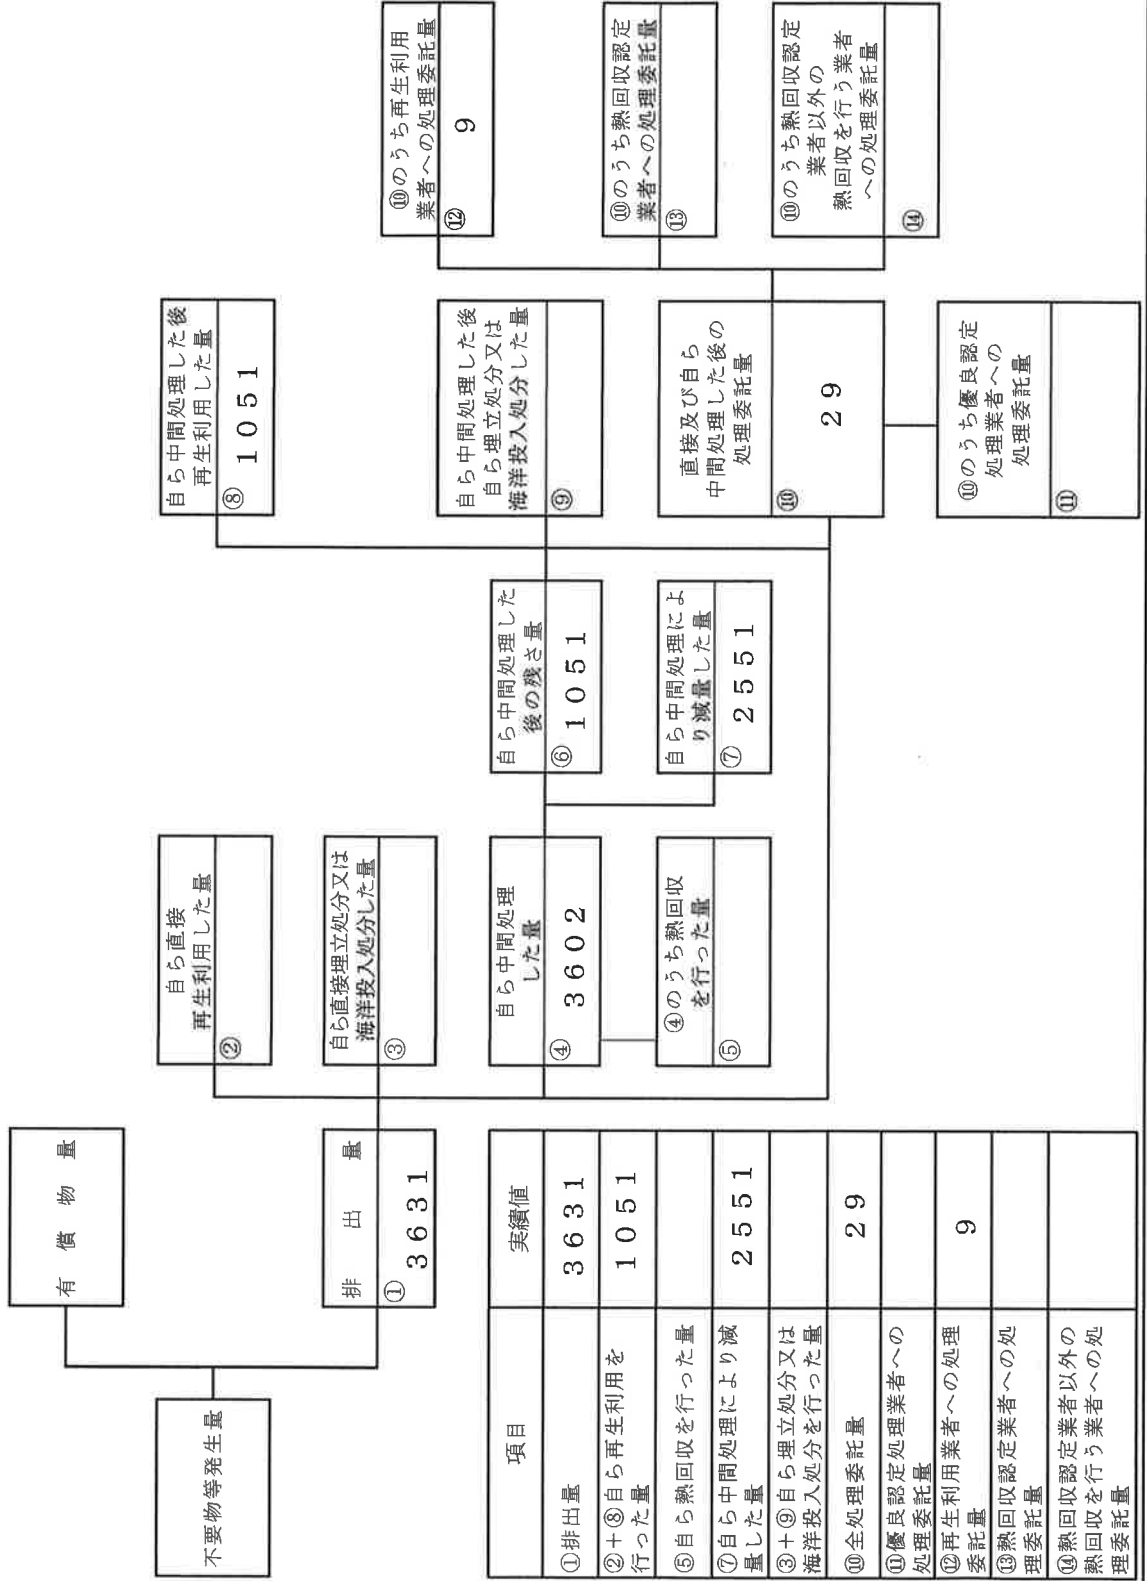 不要物等発生量
有償物量
排出量
① 3631
自ら直接
再生利用した量
②
自ら直接埋立処分又は
海洋投入処分した量
③
自ら中間処理
した量
④ 3602
④のうち熱回収
を行った量
⑤
自ら中間処理した
後の残さ量
⑥ 1051
自ら中間処理によ
り減量した量
⑦ 2551
自ら中間処理した後
再生利用した量
⑧ 1051
自ら中間処理した後
自ら埋立処分又は
海洋投入処分した量
⑨
直接及び自ら
中間処理した後の
処理委託量
⑩ 29
⑩のうち優良認定
処理業者への
処理委託量
⑪
⑩のうち再生利用
業者への処理委託量
⑫ 9
⑩のうち熱回収認定
業者への処理委託量
⑬
⑩のうち熱回収認定
業者以外の
熱回収を行う業者
への処理委託量
⑭
項目 実績値
①排出量 3631
②+⑧自ら再生利用を
行った量 1051
⑤自ら熱回収を行った量
⑦自ら中間処理により減
量した量 2551
③+⑨自ら埋立処分又は
海洋投入処分を行った量
⑩全処理委託量 29
⑪優良認定処理業者への
処理委託量
⑫再生利用業者への処理
委託量 9
⑬熱回収認定業者への処
理委託量
⑭熱回収認定業者以外の
熱回収を行う業者への処
理委託量